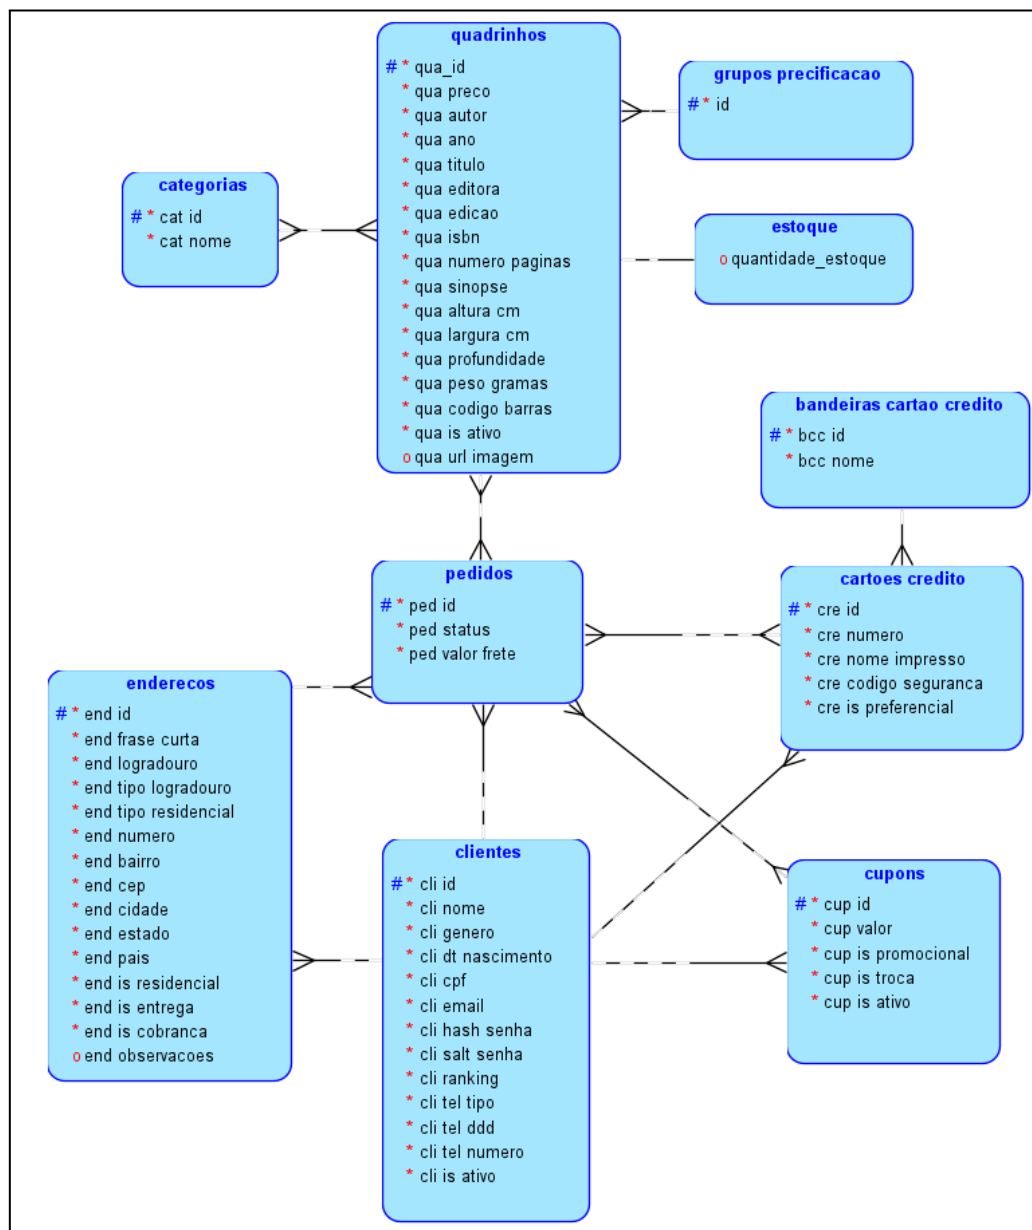 quadrinhos
# * qua_id
* qua preco
* qua autor
* qua ano
* qua titulo
* qua editora
* qua edicao
* qua isbn
* qua numero paginas
* qua sinopse
* qua altura cm
* qua largura cm
* qua profundidade
* qua peso gramas
* qua codigo barras
* qua is ativo
o qua url imagem
grupos precificacao
# * id
categorias
# * cat id
* cat nome
estoque
o quantidade_estoque
bandeiras cartao credito
# * bcc id
* bcc nome
pedidos
# * ped id
* ped status
* ped valor frete
cartoes credito
# * cre id
* cre numero
* cre nome impresso
* cre codigo seguranca
* cre is preferencial
enderecos
# * end id
* end frase curta
* end logradouro
* end tipo logradouro
* end tipo residencial
* end numero
* end bairro
* end cep
* end cidade
* end estado
* end pais
* end is residencial
* end is entrega
* end is cobranca
o end observacoes
clientes
# * cli id
* cli nome
* cli genero
* cli dt nascimento
* cli cpf
* cli email
* cli hash senha
* cli salt senha
* cli ranking
* cli tel tipo
* cli tel ddd
* cli tel numero
* cli is ativo
cupons
# * cup id
* cup valor
* cup is promocional
* cup is troca
* cup is ativo